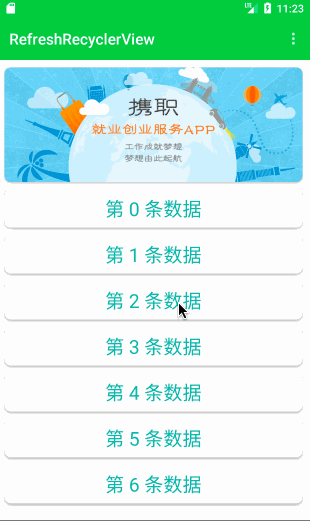 11:23
RefreshRecyclerView
携职
就业创业服务APP
工作成就梦想
梦想由此起航
第 0 条数据
第 1 条数据
第 2 条数据
第 3 条数据
第 4 条数据
第 5 条数据
第 6 条数据